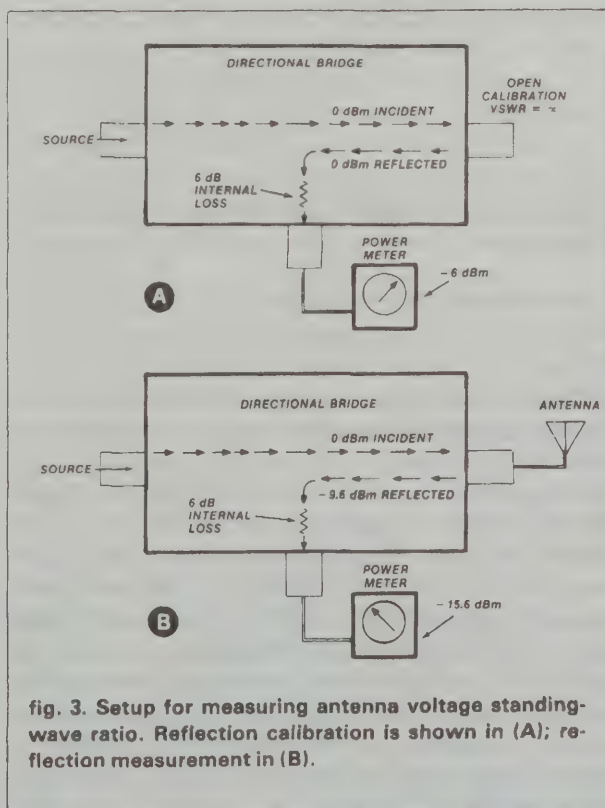 DIRECTIONAL BRIDGE
OPEN
CALIBRATION
VSWR = ∞
0 dBm INCIDENT
SOURCE
0 dBm REFLECTED
6 dB
INTERNAL
LOSS
POWER
METER
- 6 dBm
A
DIRECTIONAL BRIDGE
ANTENNA
0 dBm INCIDENT
SOURCE
- 9.6 dBm REFLECTED
6 dB
INTERNAL
LOSS
POWER
METER
- 15.6 dBm
B
fig. 3. Setup for measuring antenna voltage standing-
wave ratio. Reflection calibration is shown in (A); re-
flection measurement in (B).